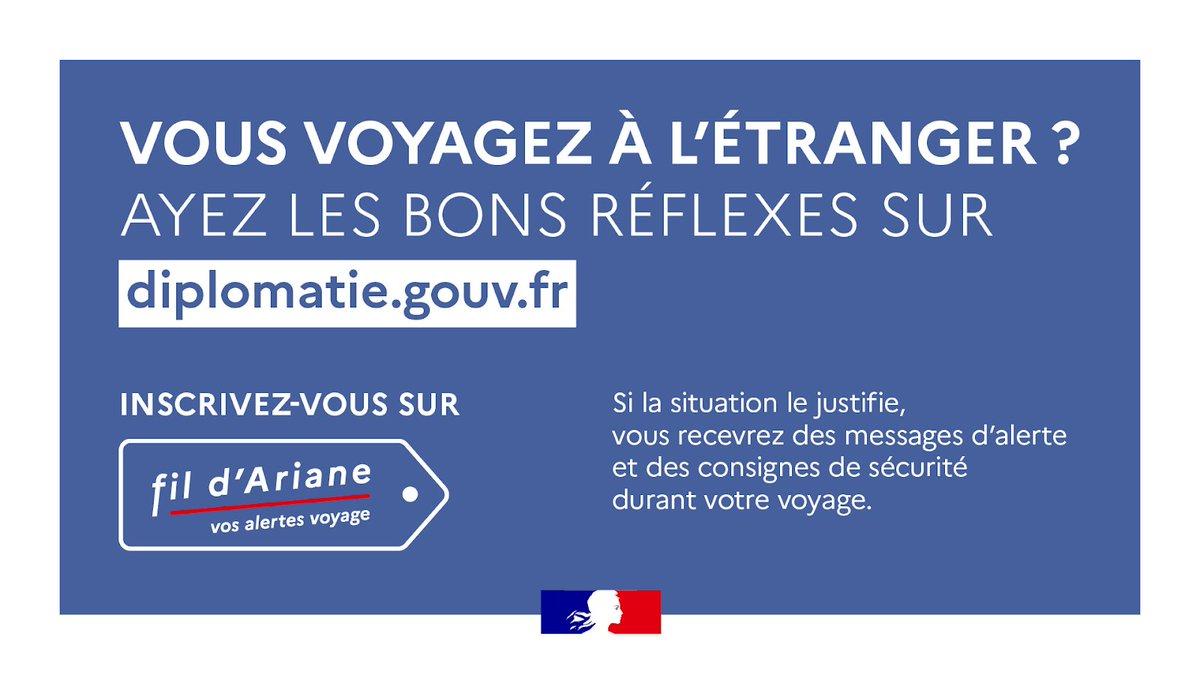 VOUS VOYAGEZ À L’ÉTRANGER ?
AYEZ LES BONS RÉFLEXES SUR
diplomatie.gouv.fr
INSCRIVEZ-VOUS SUR
fil d’Ariane
vos alertes voyage
Si la situation le justifie,
vous recevrez des messages d’alerte
et des consignes de sécurité
durant votre voyage.